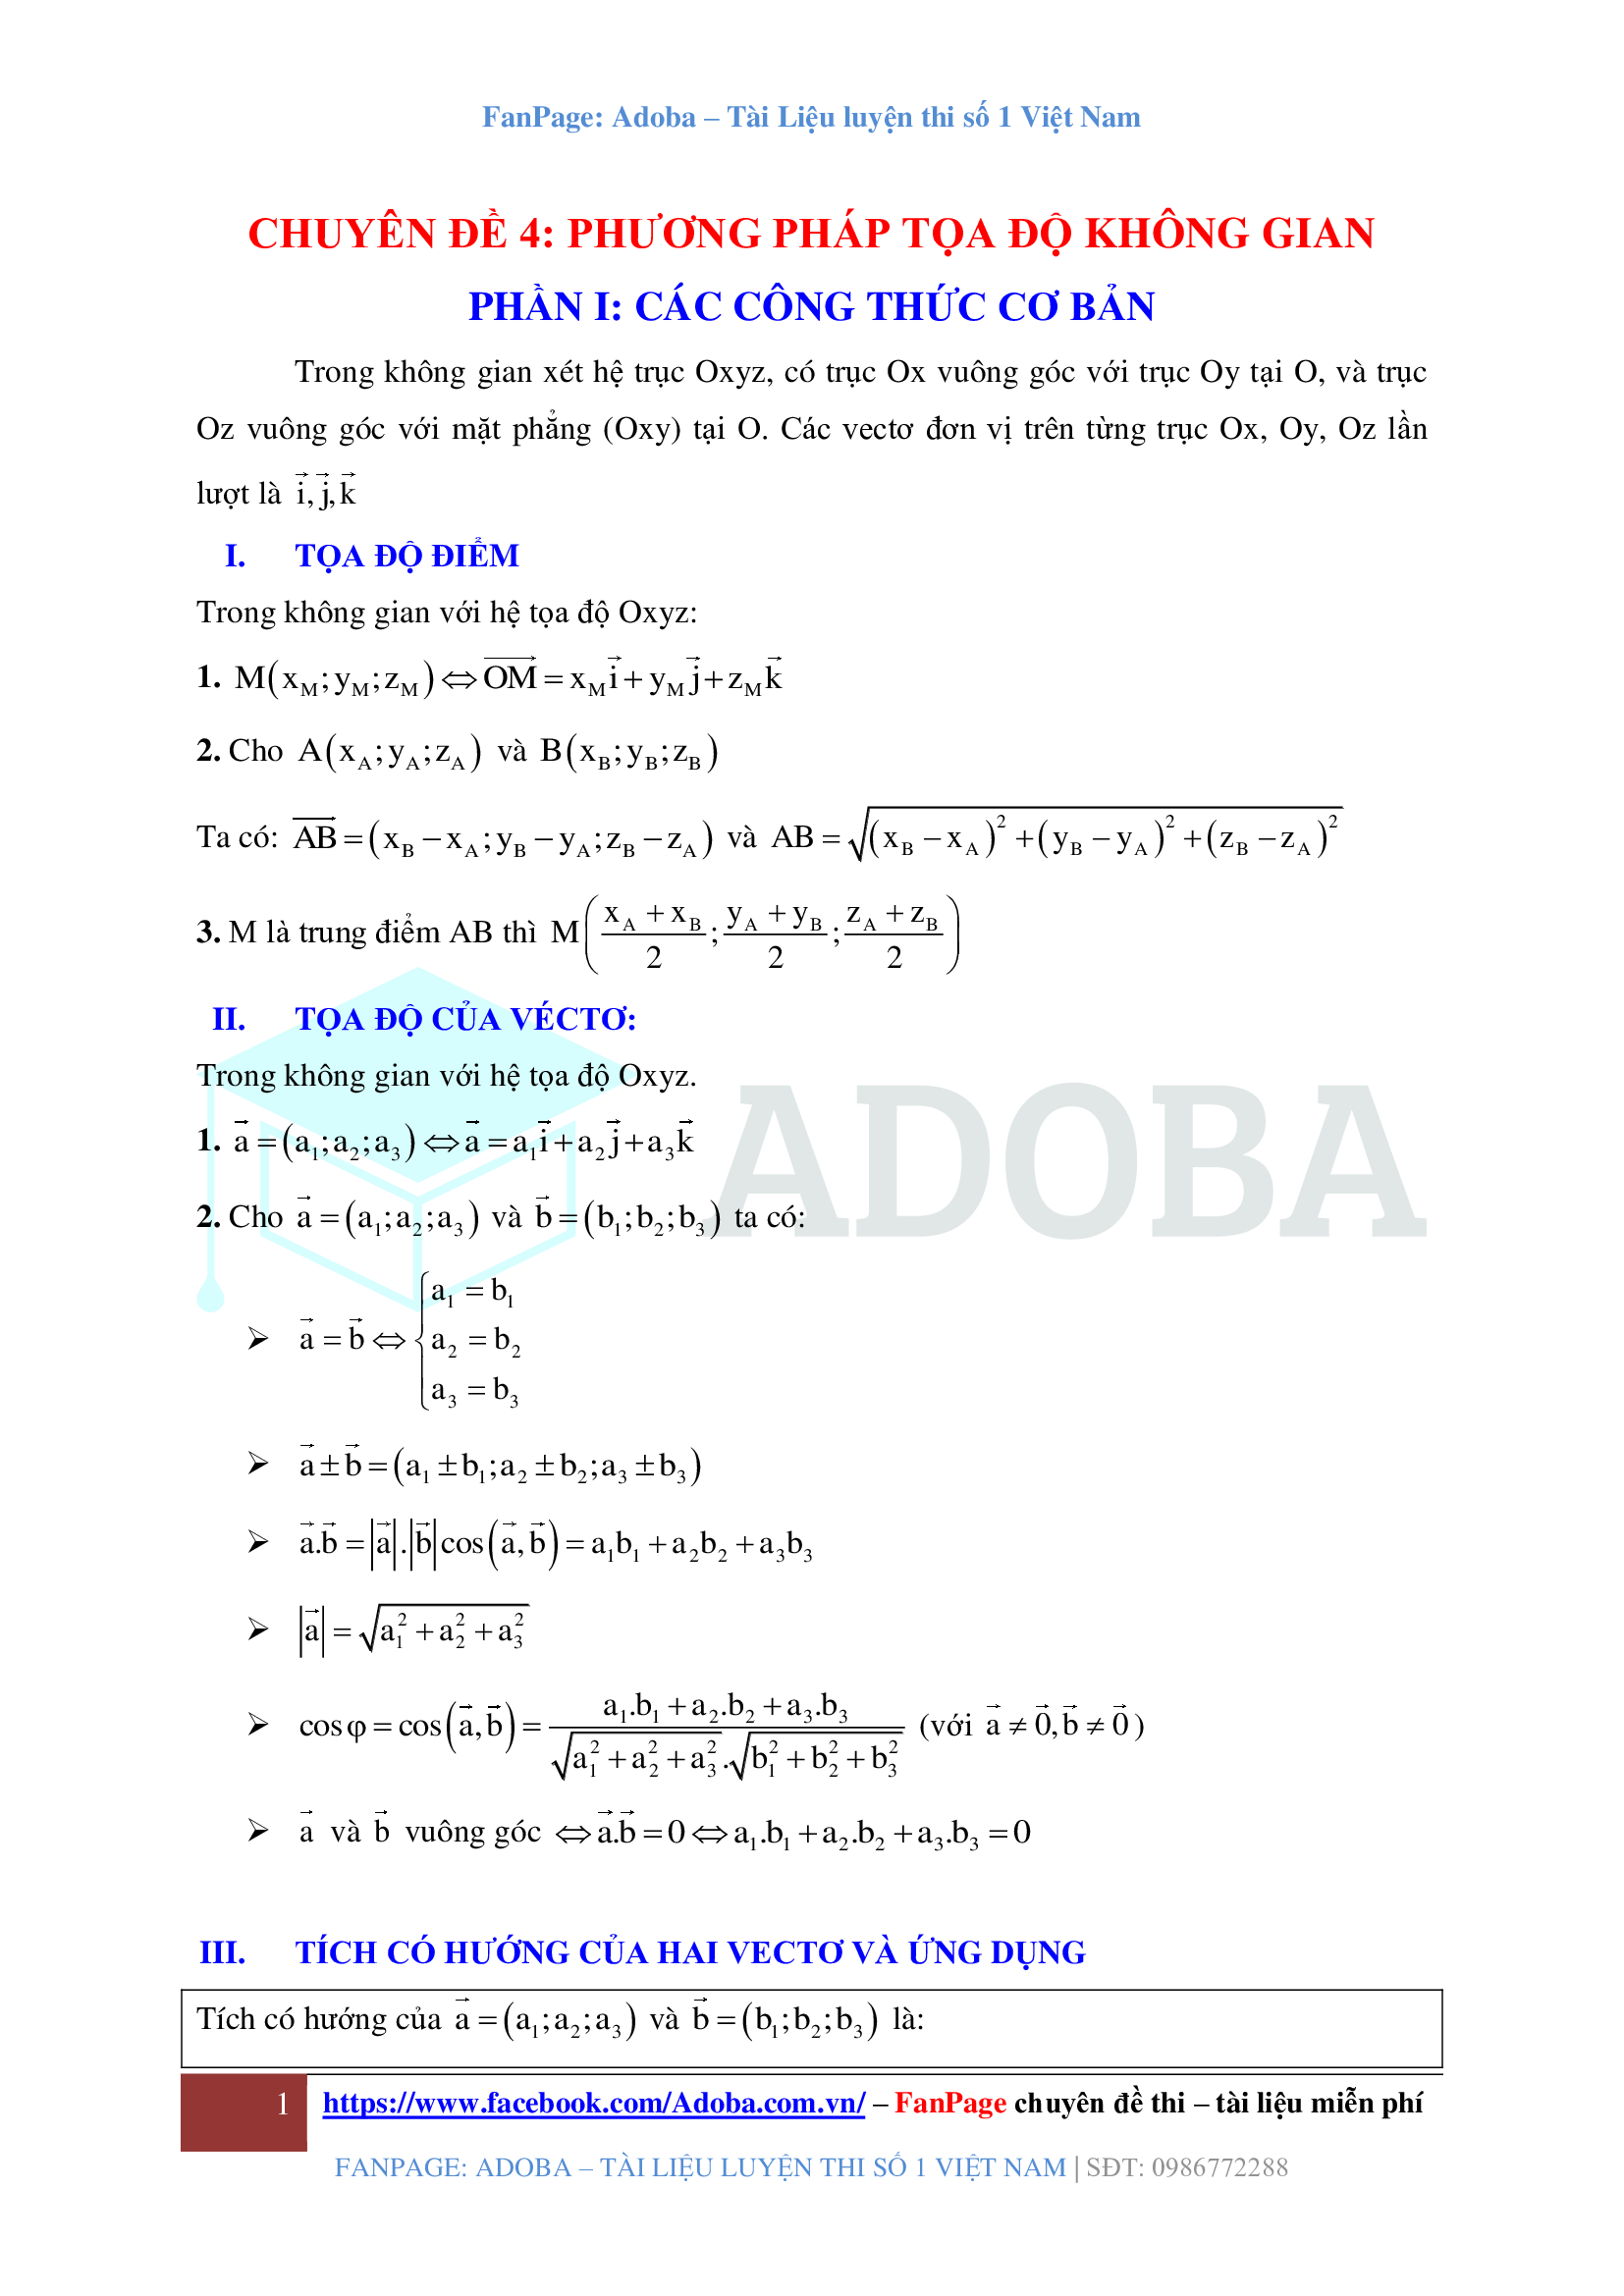 FanPage: Adoba – Tài Liệu luyện thi số 1 Việt Nam
CHUYÊN ĐỀ 4: PHƯƠNG PHÁP TỌA ĐỘ KHÔNG GIAN
PHẦN I: CÁC CÔNG THỨC CƠ BẢN
Trong không gian xét hệ trục Oxyz, có trục Ox vuông góc với trục Oy tại O, và trục
Oz vuông góc với mặt phẳng (Oxy) tại O. Các vectơ đơn vị trên từng trục Ox, Oy, Oz lần
lượt là $\vec{i},\vec{j},\vec{k}$
I. TỌA ĐỘ ĐIỂM
Trong không gian với hệ tọa độ Oxyz:
1. $M(x_M;y_M;z_M) \Leftrightarrow \overrightarrow{OM} = x_M\vec{i}+y_M\vec{j}+z_M\vec{k}$
2. Cho $A(x_A;y_A;z_A)$ và $B(x_B;y_B;z_B)$
Ta có: $\overrightarrow{AB} = (x_B-x_A;y_B-y_A;z_B-z_A)$ và $AB = \sqrt{(x_B-x_A)^2+(y_B-y_A)^2+(z_B-z_A)^2}$
3. M là trung điểm AB thì $M\left(\frac{x_A+x_B}{2};\frac{y_A+y_B}{2};\frac{z_A+z_B}{2}\right)$
II. TỌA ĐỘ CỦA VÉCTƠ:
Trong không gian với hệ tọa độ Oxyz.
ADOBA
1. $\vec{a}=(a_1;a_2;a_3) \Leftrightarrow \vec{a}=a_1\vec{i}+a_2\vec{j}+a_3\vec{k}$
2. Cho $\vec{a}=(a_1;a_2;a_3)$ và $\vec{b}=(b_1;b_2;b_3)$ ta có:
➢ $\vec{a}=\vec{b} \Leftrightarrow \begin{cases} a_1=b_1 \\ a_2=b_2 \\ a_3=b_3 \end{cases}$
➢ $\vec{a}\pm\vec{b}=(a_1\pm b_1;a_2\pm b_2;a_3\pm b_3)$
➢ $\vec{a}.\vec{b}=|\vec{a}|.|\vec{b}|\cos(\vec{a},\vec{b})=a_1b_1+a_2b_2+a_3b_3$
➢ $|\vec{a}|=\sqrt{a_1^2+a_2^2+a_3^2}$
➢ $\cos\varphi=\cos(\vec{a},\vec{b})=\frac{a_1.b_1+a_2.b_2+a_3.b_3}{\sqrt{a_1^2+a_2^2+a_3^2}.\sqrt{b_1^2+b_2^2+b_3^2}}$ (với $\vec{a}\neq\vec{0},\vec{b}\neq\vec{0}$)
➢ $\vec{a}$ và $\vec{b}$ vuông góc $\Leftrightarrow \vec{a}.\vec{b}=0 \Leftrightarrow a_1.b_1+a_2.b_2+a_3.b_3=0$
III. TÍCH CÓ HƯỚNG CỦA HAI VECTƠ VÀ ỨNG DỤNG
Tích có hướng của $\vec{a}=(a_1;a_2;a_3)$ và $\vec{b}=(b_1;b_2;b_3)$ là:
1 https://www.facebook.com/Adoba.com.vn/ – FanPage chuyên đề thi – tài liệu miễn phí
FANPAGE: ADOBA – TÀI LIỆU LUYỆN THI SỐ 1 VIỆT NAM | SĐT: 0986772288